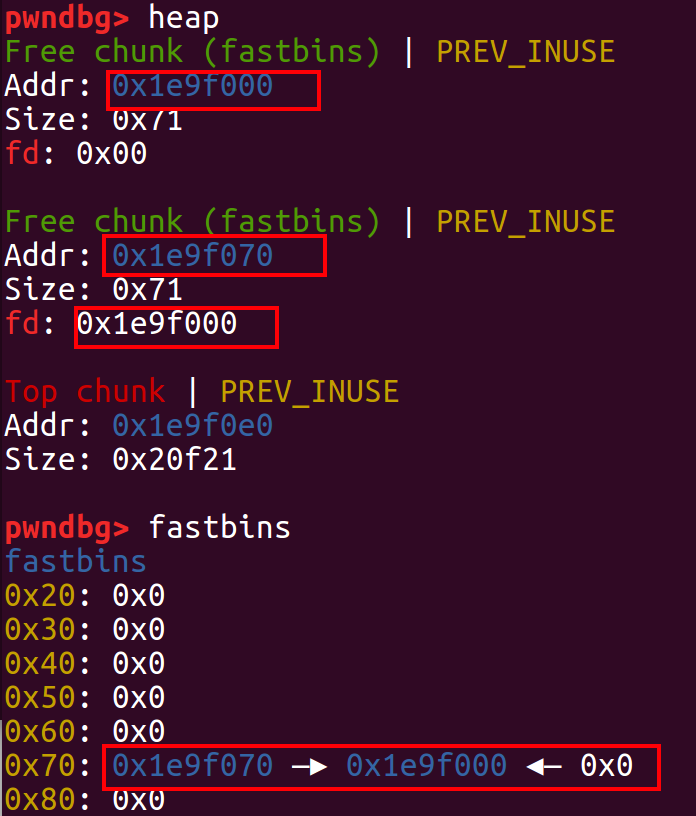 pwndbg> heap
Free chunk (fastbins) | PREV_INUSE
Addr: 0x1e9f000
Size: 0x71
fd: 0x00
Free chunk (fastbins) | PREV_INUSE
Addr: 0x1e9f070
Size: 0x71
fd: 0x1e9f000
Top chunk | PREV_INUSE
Addr: 0x1e9f0e0
Size: 0x20f21
pwndbg> fastbins
fastbins
0x20: 0x0
0x30: 0x0
0x40: 0x0
0x50: 0x0
0x60: 0x0
0x70: 0x1e9f070 —▸ 0x1e9f000 ◂— 0x0
0x80: 0x0